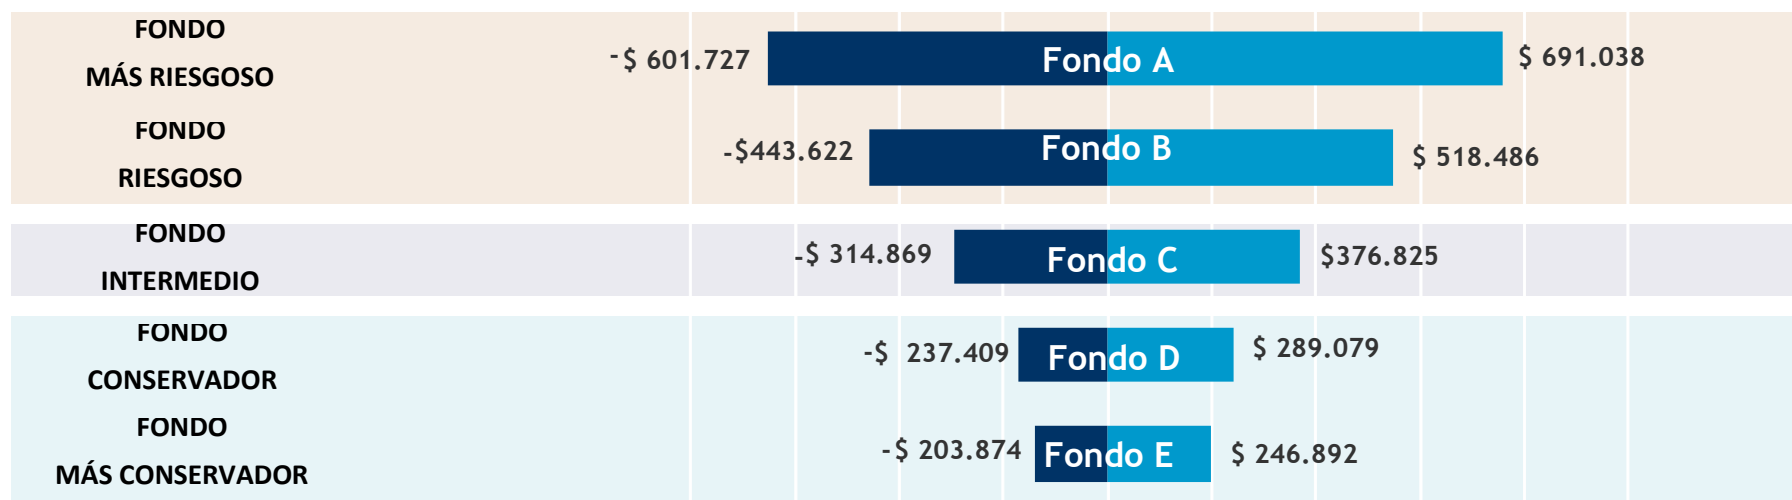 FONDO
MÁS RIESGOSO
-$ 601.727
Fondo A
$ 691.038
FONDO
RIESGOSO
-$443.622
Fondo B
$ 518.486
FONDO
INTERMEDIO
-$ 314.869
Fondo C
$376.825
FONDO
CONSERVADOR
-$ 237.409
Fondo D
$ 289.079
FONDO
MÁS CONSERVADOR
-$ 203.874
Fondo E
$ 246.892